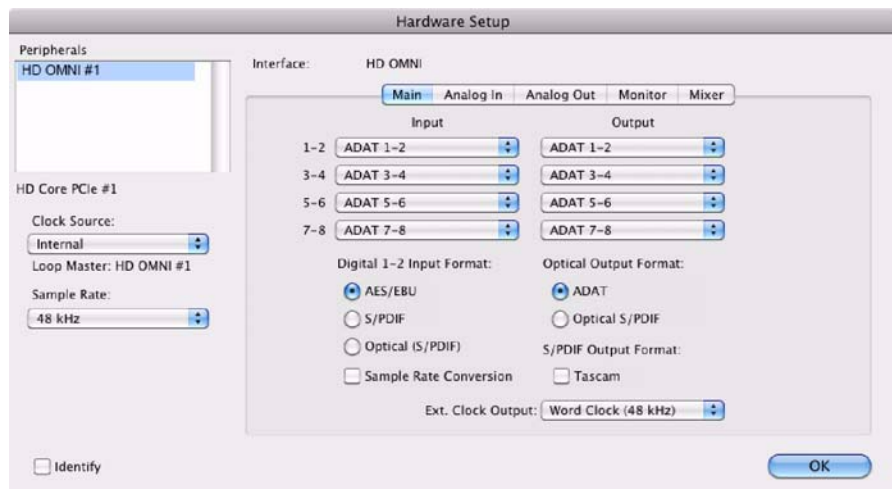 Hardware Setup
Peripherals
HD OMNI #1
HD Core PCIe #1
Clock Source:
Internal
Loop Master: HD OMNI #1
Sample Rate:
48 kHz
Identify
Interface: HD OMNI
Main Analog In Analog Out Monitor Mixer
Input Output
1-2 ADAT 1-2 ADAT 1-2
3-4 ADAT 3-4 ADAT 3-4
5-6 ADAT 5-6 ADAT 5-6
7-8 ADAT 7-8 ADAT 7-8
Digital 1-2 Input Format: Optical Output Format:
AES/EBU ADAT
S/PDIF Optical S/PDIF
Optical (S/PDIF) S/PDIF Output Format:
Sample Rate Conversion Tascam
Ext. Clock Output: Word Clock (48 kHz)
OK